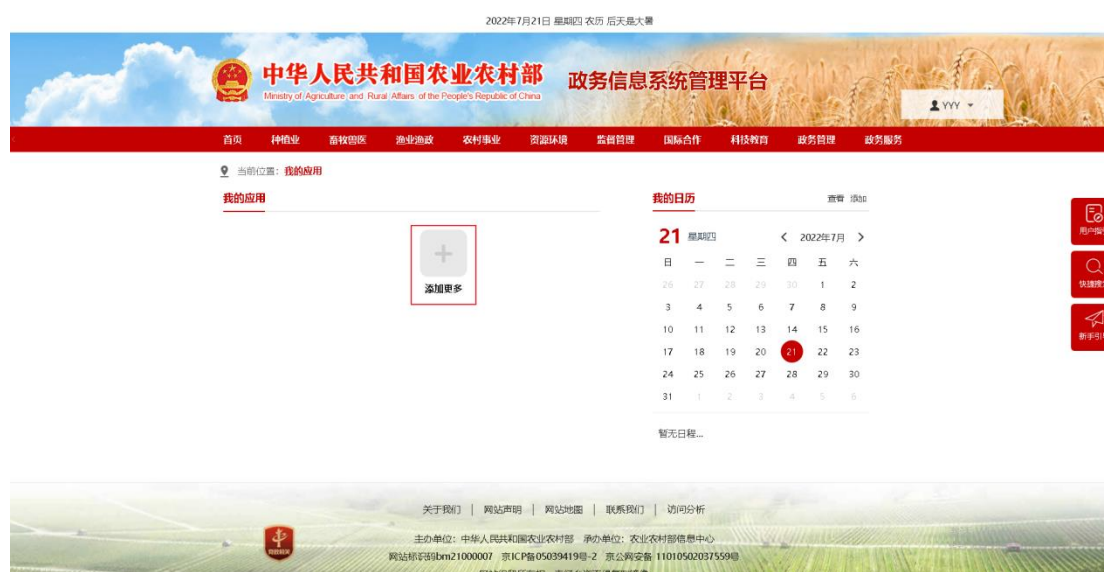 2022年7月21日 星期四 农历 后天是大暑
中华人民共和国农业农村部 政务信息系统管理平台
Ministry of Agriculture and Rural Affairs of the People's Republic of China
YYY
首页 种植业 畜牧兽医 渔业渔政 农村事业 资源环境 监督管理 国际合作 科技教育 政务管理 政务服务
当前位置：我的应用
我的应用
添加更多
我的日历 查看 添加
21 星期四 2022年7月
日 一 二 三 四 五 六
26 27 28 29 30 1 2
3 4 5 6 7 8 9
10 11 12 13 14 15 16
17 18 19 20 21 22 23
24 25 26 27 28 29 30
31 1 2 3 4 5 6
暂无日程...
用户指
快捷搜
新手引
关于我们 | 网站声明 | 网站地图 | 联系我们 | 访问分析
主办单位：中华人民共和国农业农村部 承办单位：农业农村部信息中心
网站标识码bm21000007 京ICP备05039419号-2 京公网安备 11010502037559号
党政机关